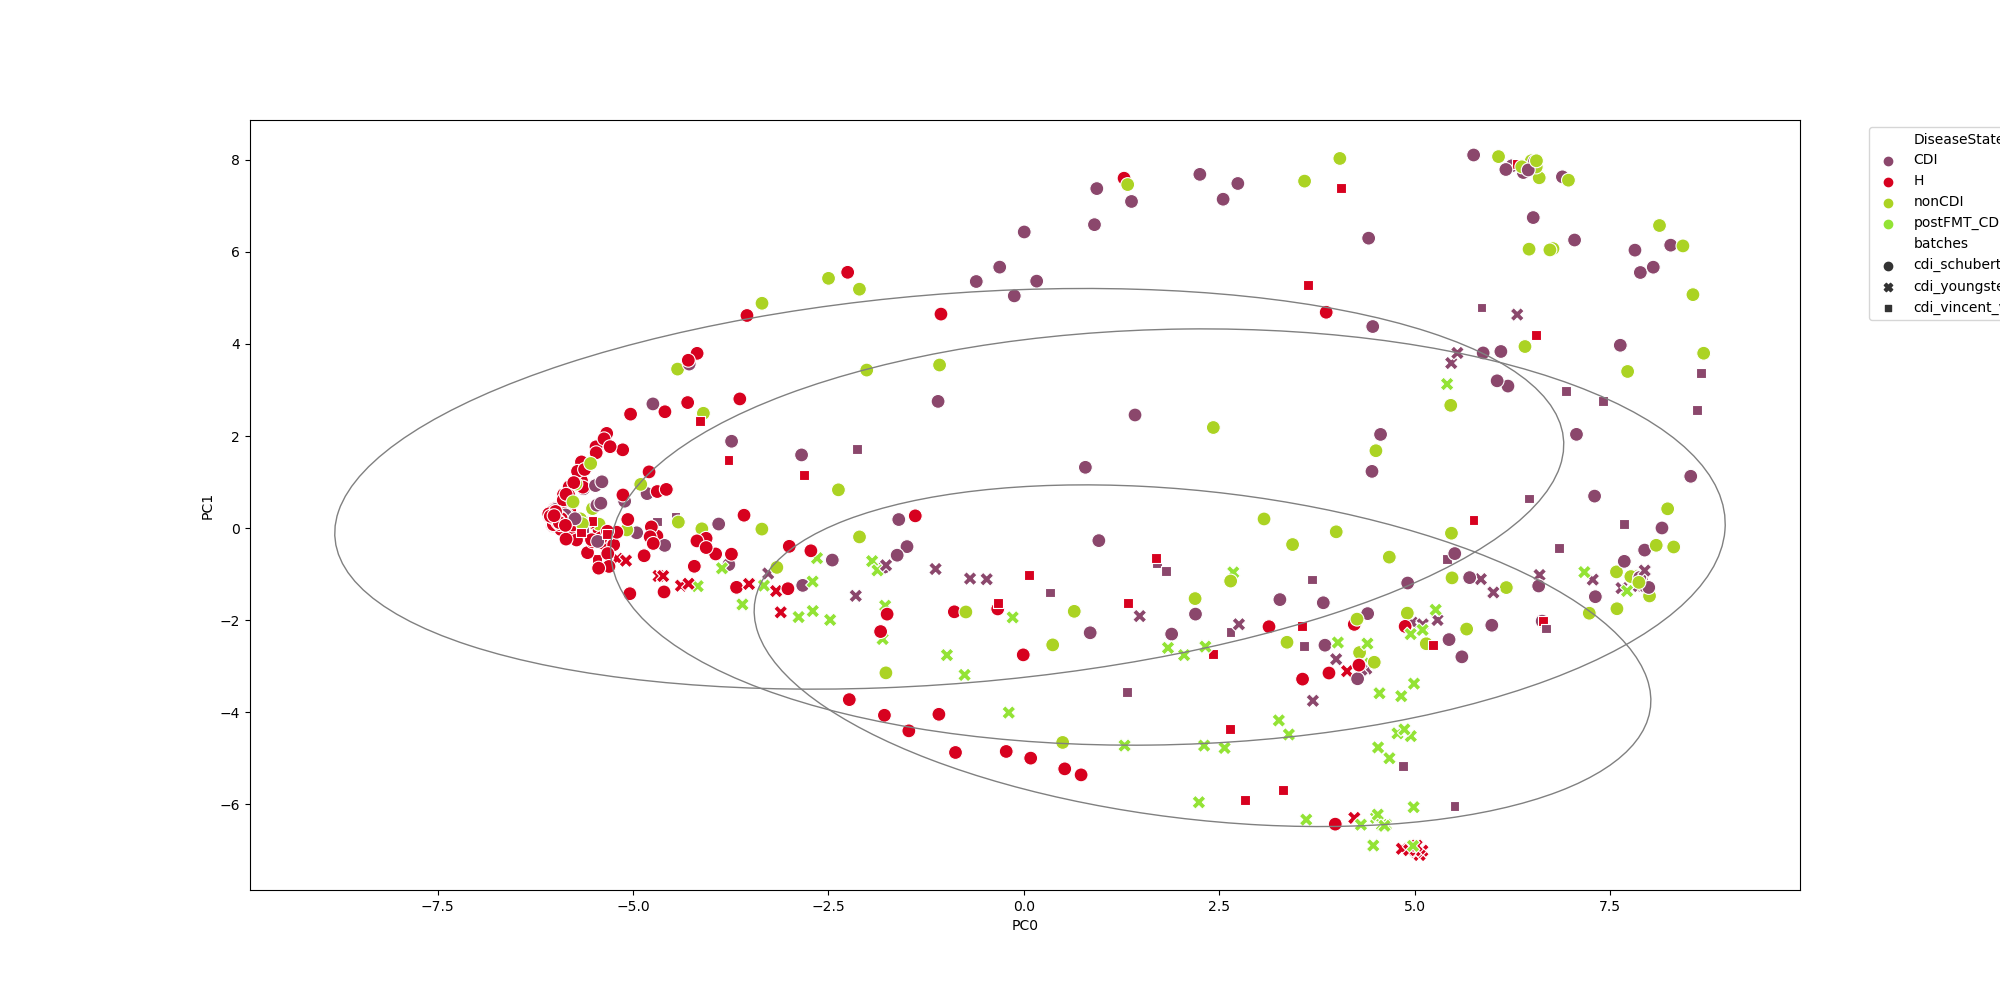 8
6
4
2
0
−2
−4
−6
PC1
−7.5
−5.0
−2.5
0.0
2.5
5.0
7.5
PC0
DiseaseState
CDI
H
nonCDI
postFMT_CD
batches
cdi_schubert
cdi_youngste
cdi_vincent_